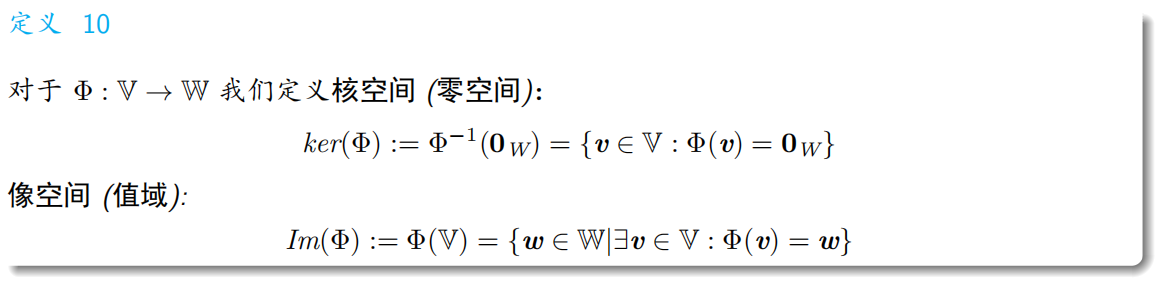 定义 10
对于 Φ : 𝕍 → 𝕎 我们定义核空间 (零空间):
ker(Φ) := Φ⁻¹(𝟎_W) = {𝒗 ∈ 𝕍 : Φ(𝒗) = 𝟎_W}
像空间 (值域):
Im(Φ) := Φ(𝕍) = {𝒘 ∈ 𝕎|∃𝒗 ∈ 𝕍 : Φ(𝒗) = 𝒘}